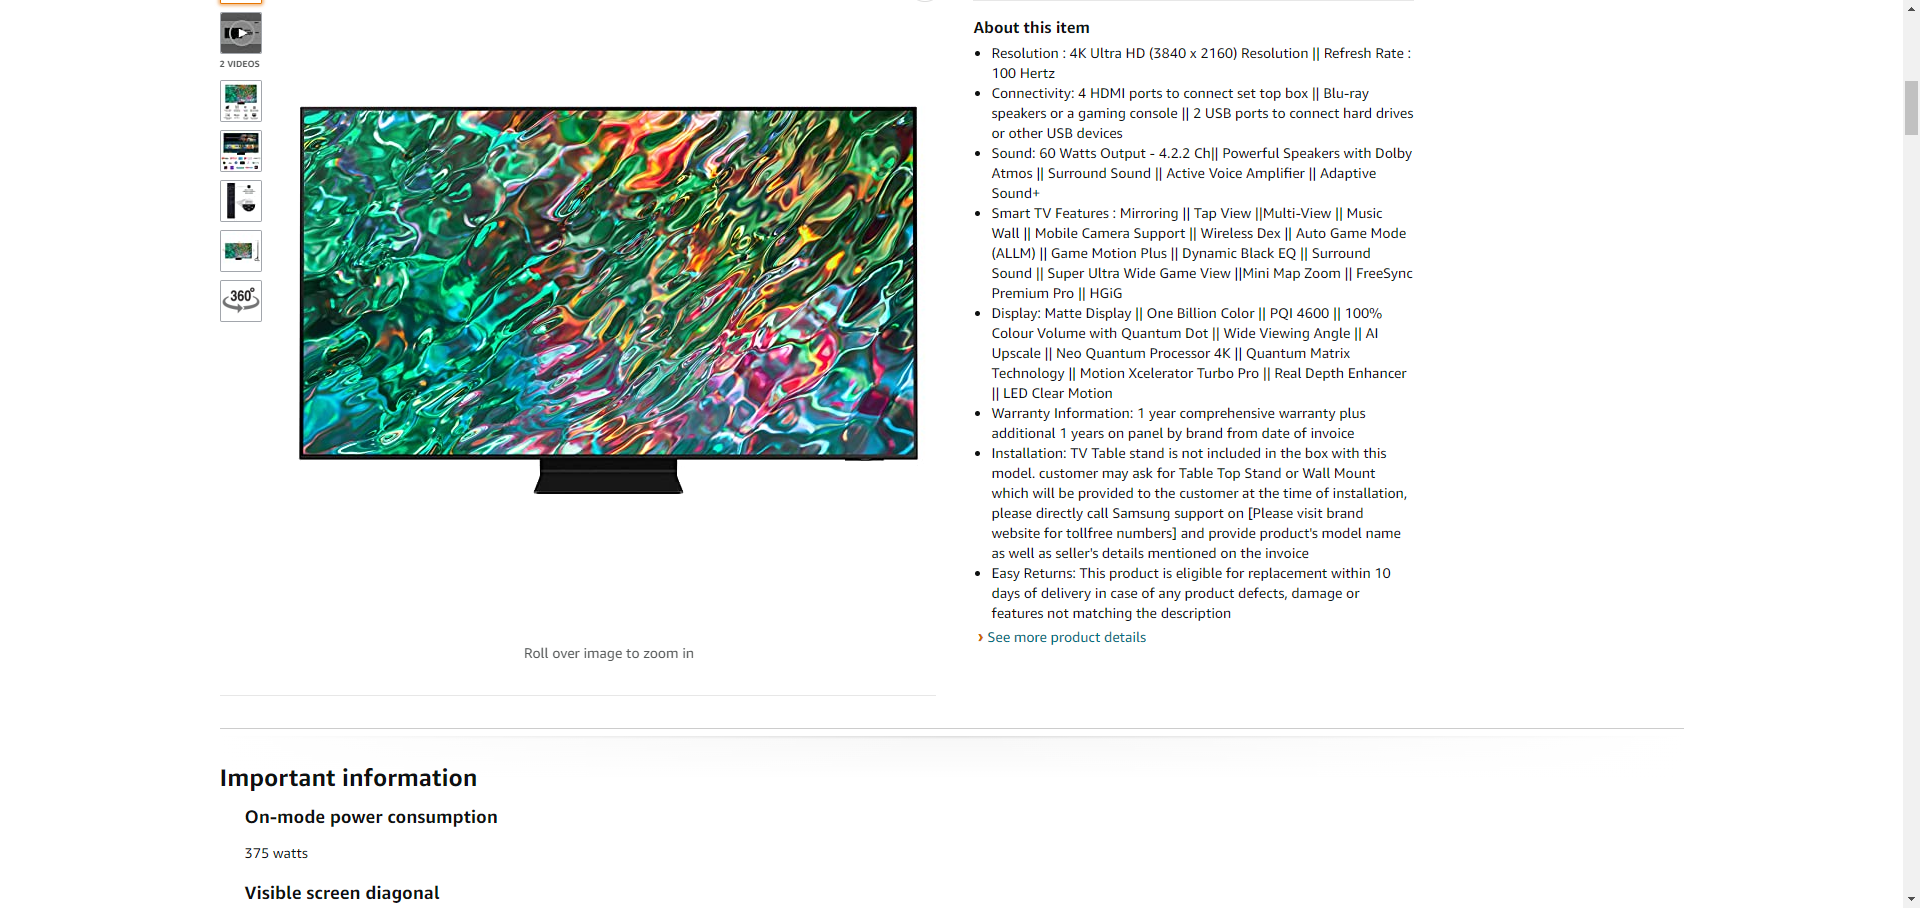 2 VIDEOS
360°
Roll over image to zoom in
About this item
Resolution : 4K Ultra HD (3840 x 2160) Resolution || Refresh Rate :
100 Hertz
Connectivity: 4 HDMI ports to connect set top box || Blu-ray
speakers or a gaming console || 2 USB ports to connect hard drives
or other USB devices
Sound: 60 Watts Output - 4.2.2 Ch|| Powerful Speakers with Dolby
Atmos || Surround Sound || Active Voice Amplifier || Adaptive
Sound+
Smart TV Features : Mirroring || Tap View ||Multi-View || Music
Wall || Mobile Camera Support || Wireless Dex || Auto Game Mode
(ALLM) || Game Motion Plus || Dynamic Black EQ || Surround
Sound || Super Ultra Wide Game View ||Mini Map Zoom || FreeSync
Premium Pro || HGiG
Display: Matte Display || One Billion Color || PQI 4600 || 100%
Colour Volume with Quantum Dot || Wide Viewing Angle || AI
Upscale || Neo Quantum Processor 4K || Quantum Matrix
Technology || Motion Xcelerator Turbo Pro || Real Depth Enhancer
|| LED Clear Motion
Warranty Information: 1 year comprehensive warranty plus
additional 1 years on panel by brand from date of invoice
Installation: TV Table stand is not included in the box with this
model. customer may ask for Table Top Stand or Wall Mount
which will be provided to the customer at the time of installation,
please directly call Samsung support on [Please visit brand
website for tollfree numbers] and provide product's model name
as well as seller's details mentioned on the invoice
Easy Returns: This product is eligible for replacement within 10
days of delivery in case of any product defects, damage or
features not matching the description
› See more product details
Important information
On-mode power consumption
375 watts
Visible screen diagonal